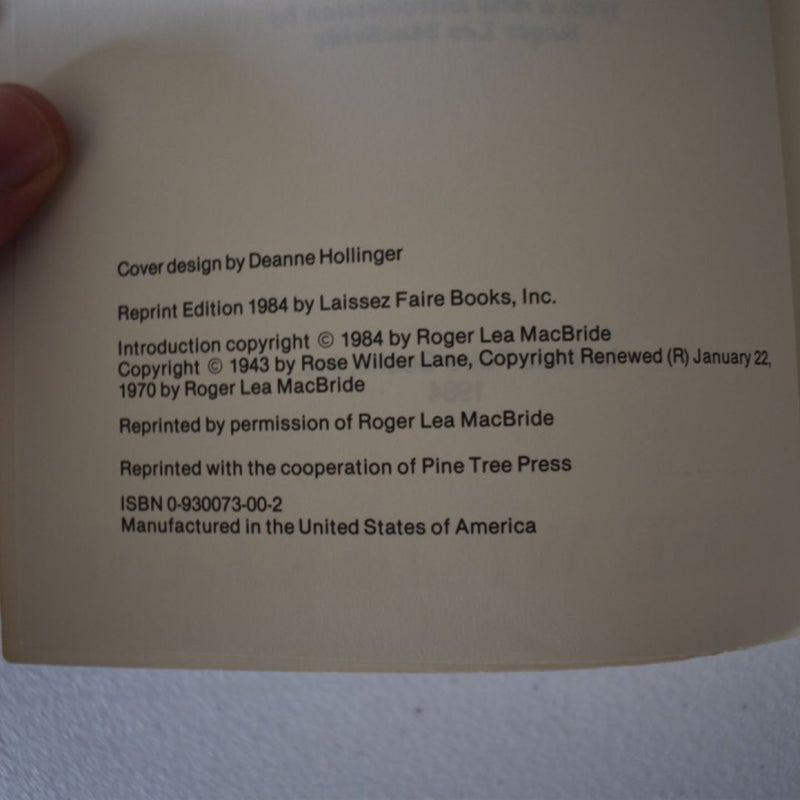 Cover design by Deanne Hollinger
Reprint Edition 1984 by Laissez Faire Books, Inc.
Introduction copyright © 1984 by Roger Lea MacBride
Copyright © 1943 by Rose Wilder Lane, Copyright Renewed (R) January 22,
1970 by Roger Lea MacBride
Reprinted by permission of Roger Lea MacBride
Reprinted with the cooperation of Pine Tree Press
ISBN 0-930073-00-2
Manufactured in the United States of America